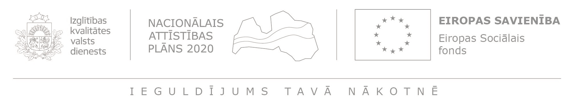 Izglītības
kvalitātes
valsts
dienests
NACIONĀLAIS
ATTĪSTĪBAS
PLĀNS 2020
EIROPAS SAVIENĪBA
Eiropas Sociālais
fonds
IEGULDĪJUMS TAVĀ NĀKOTNĒ